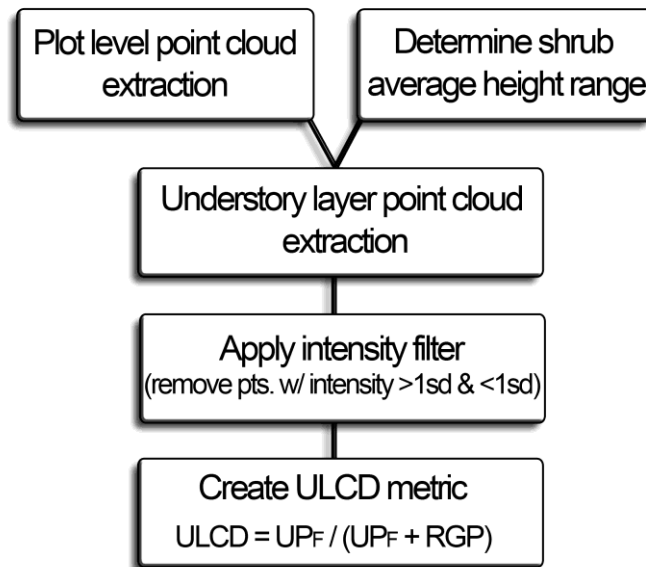 Plot level point cloud
extraction
Determine shrub
average height range
Understory layer point cloud
extraction
Apply intensity filter
(remove pts. w/ intensity >1sd & <1sd)
Create ULCD metric
ULCD = UPF / (UPF + RGP)